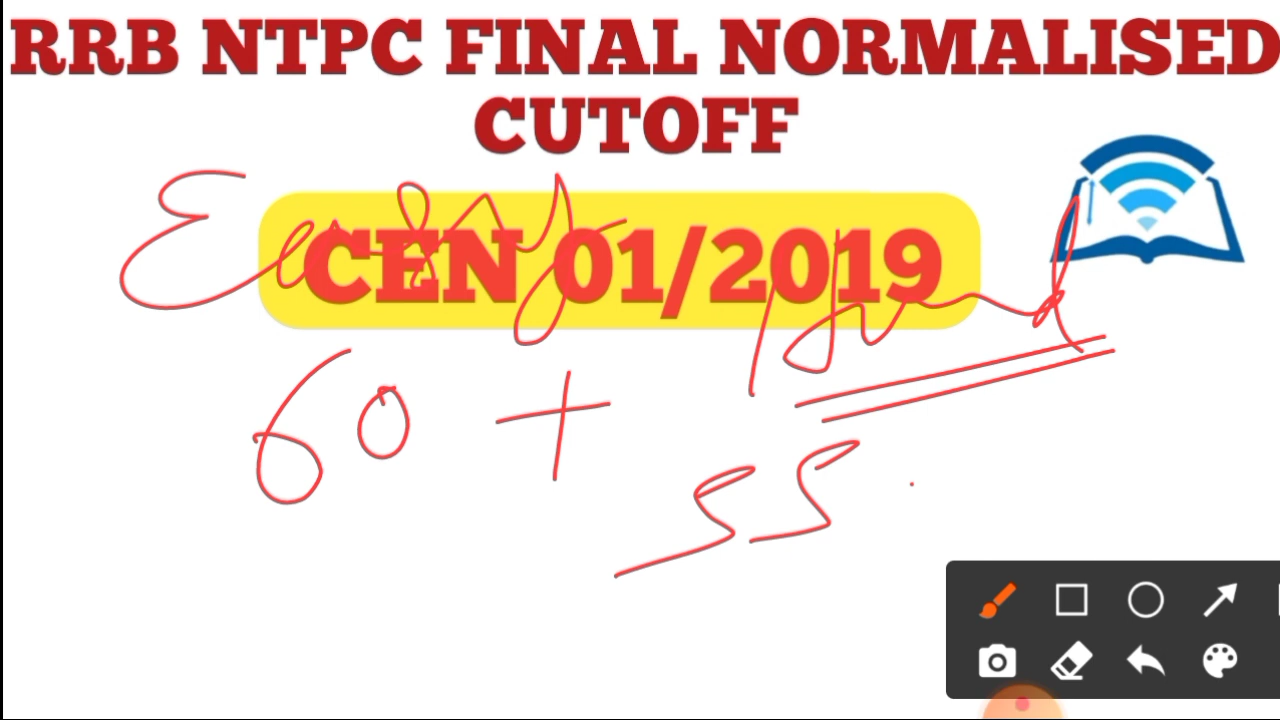 RRB NTPC FINAL NORMALISED
CUTOFF
CEN 01/2019
60 +
55